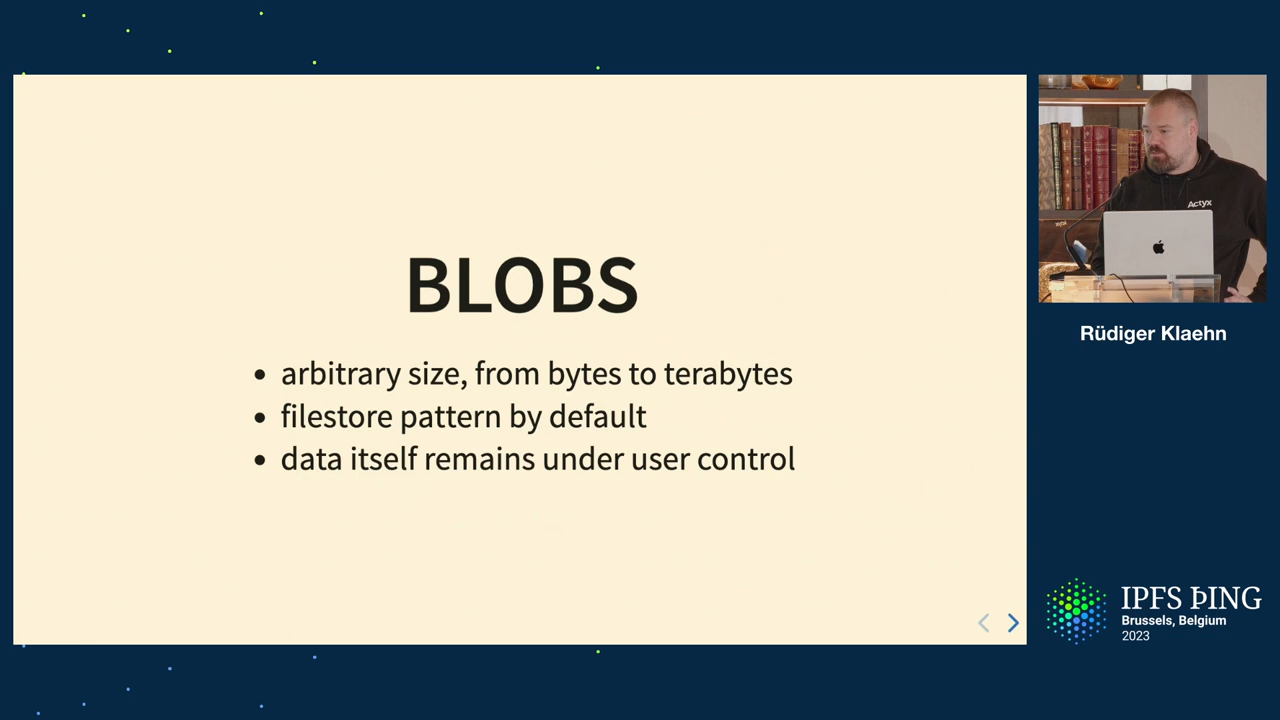 BLOBS
• arbitrary size, from bytes to terabytes
• filestore pattern by default
• data itself remains under user control
Actyx
Rüdiger Klaehn
IPFS ÞING
Brussels, Belgium
2023